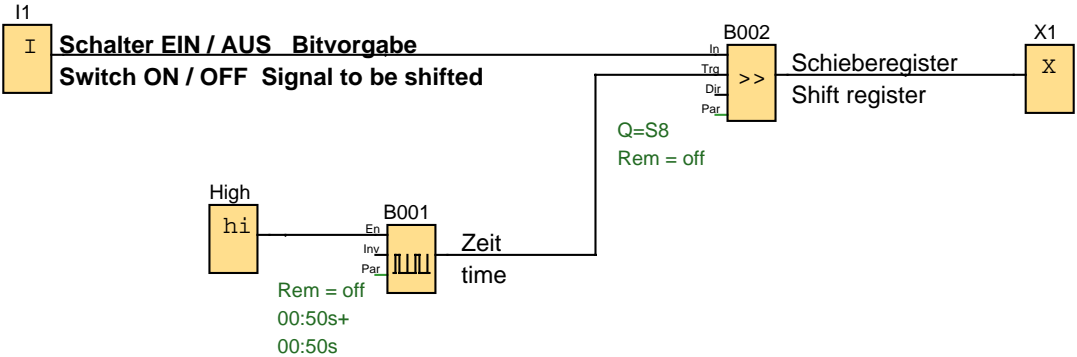 I1
I
Schalter EIN / AUS   Bitvorgabe
Switch ON / OFF  Signal to be shifted
B002
In
Trg
Dir
Par
>>
Q=S8
Rem = off
Schieberegister
Shift register
X1
X
High
hi
B001
En
Inv
Par
Rem = off
00:50s+
00:50s
Zeit
time